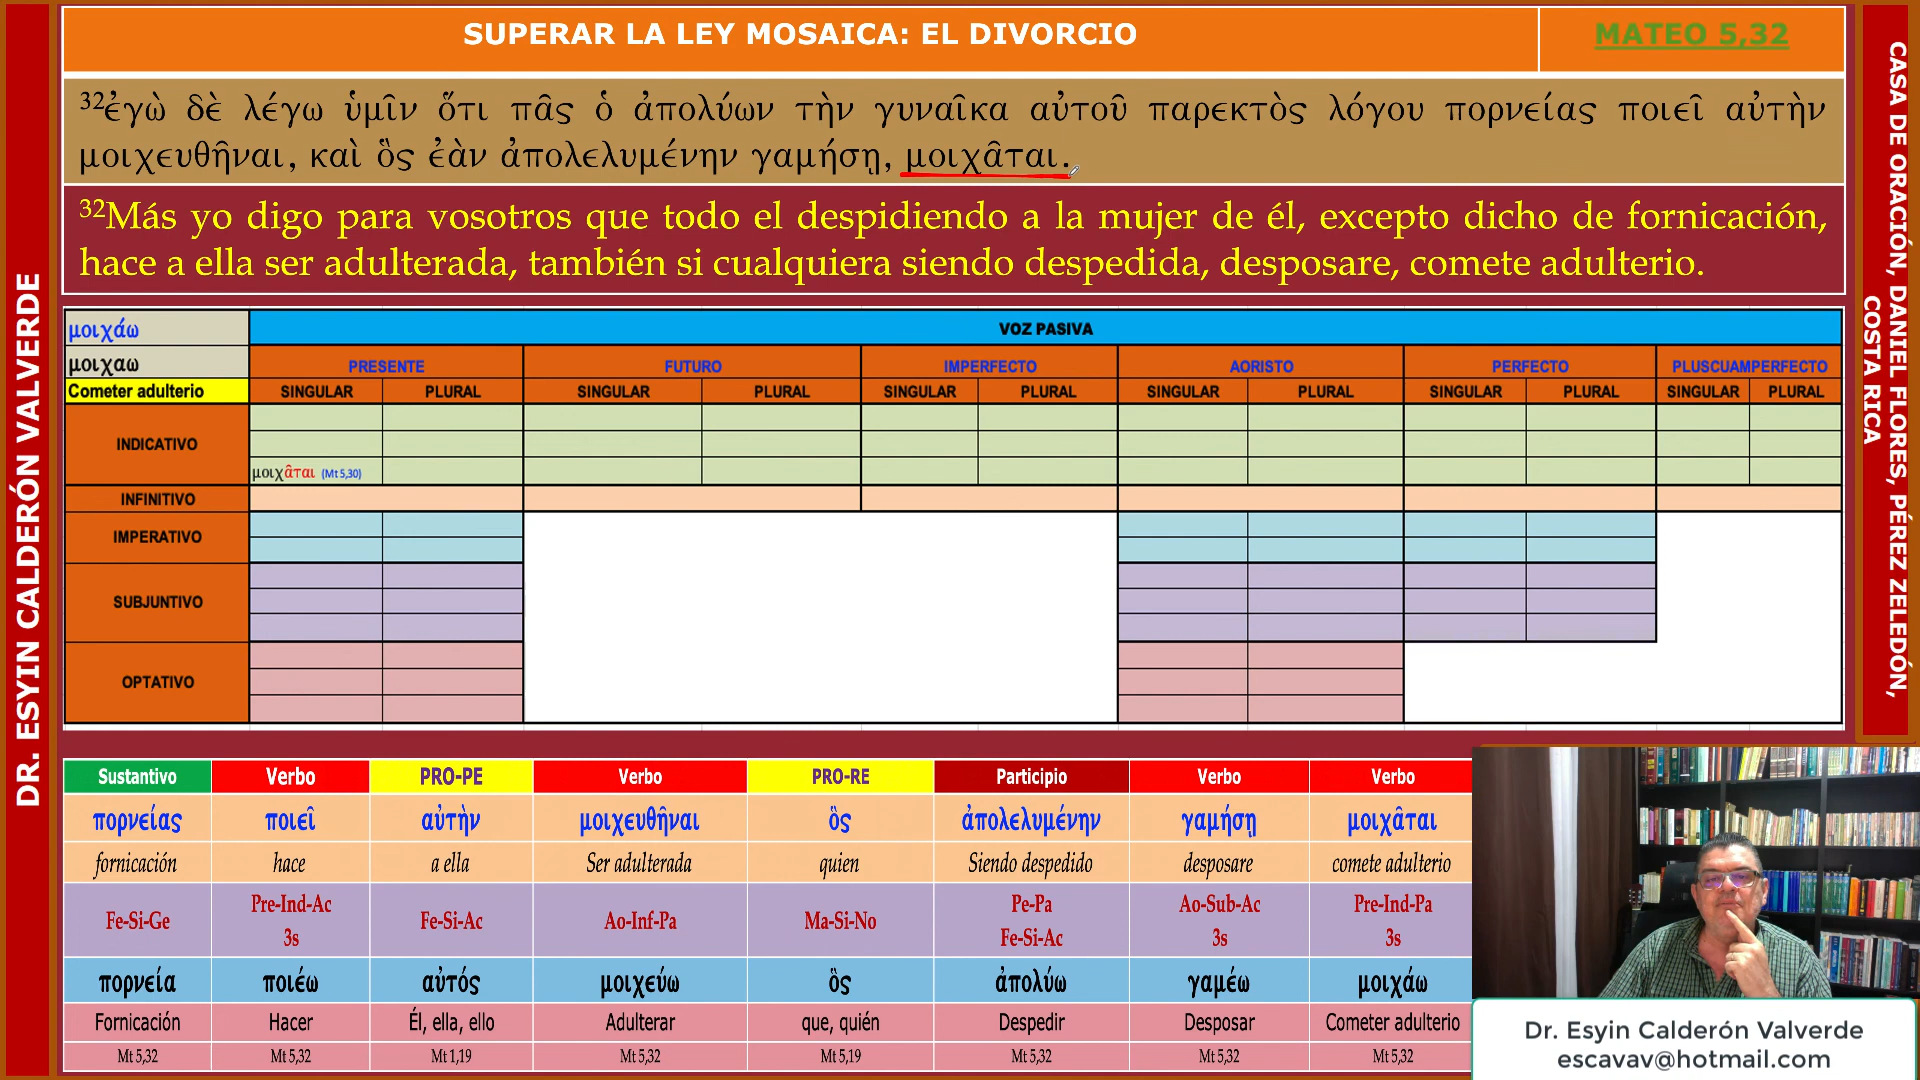 SUPERAR LA LEY MOSAICA: EL DIVORCIO
MATEO 5,32
32ἐγὼ δὲ λέγω ὑμῖν ὅτι πᾶς ὁ ἀπολύων τὴν γυναῖκα αὐτοῦ παρεκτὸς λόγου πορνείας ποιεῖ αὐτὴν
μοιχευθῆναι, καὶ ὃς ἐὰν ἀπολελυμένην γαμήσῃ, μοιχᾶται.
32Más yo digo para vosotros que todo el despidiendo a la mujer de él, excepto dicho de fornicación,
hace a ella ser adulterada, también si cualquiera siendo despedida, desposare, comete adulterio.
DR. ESYIN CALDERÓN VALVERDE
CASA DE ORACIÓN, DANIEL FLORES, PÉREZ ZELEDÓN,
COSTA RICA
μοιχάω VOZ PASIVA
μοιχαω PRESENTE FUTURO IMPERFECTO AORISTO PERFECTO PLUSCUAMPERFECTO
Cometer adulterio SINGULAR PLURAL SINGULAR PLURAL SINGULAR PLURAL SINGULAR PLURAL SINGULAR PLURAL SINGULAR PLURAL
INDICATIVO
μοιχᾶται (Mt 5,30)
INFINITIVO
IMPERATIVO
SUBJUNTIVO
OPTATIVO
Sustantivo Verbo PRO-PE Verbo PRO-RE Participio Verbo Verbo
πορνείας ποιεῖ αὐτὴν μοιχευθῆναι ὃς ἀπολελυμένην γαμήσῃ μοιχᾶται
fornicación hace a ella Ser adulterada quien Siendo despedido desposare comete adulterio
Fe-Si-Ge Pre-Ind-Ac Fe-Si-Ac Ao-Inf-Pa Ma-Si-No Pe-Pa Ao-Sub-Ac Pre-Ind-Pa
3s Fe-Si-Ac 3s 3s
πορνεία ποιέω αὐτός μοιχεύω ὃς ἀπολύω γαμέω μοιχάω
Fornicación Hacer Él, ella, ello Adulterar que, quién Despedir Desposar Cometer adulterio
Mt 5,32 Mt 5,32 Mt 1,19 Mt 5,32 Mt 5,19 Mt 5,32 Mt 5,32 Mt 5,32
Dr. Esyin Calderón Valverde
escavav@hotmail.com